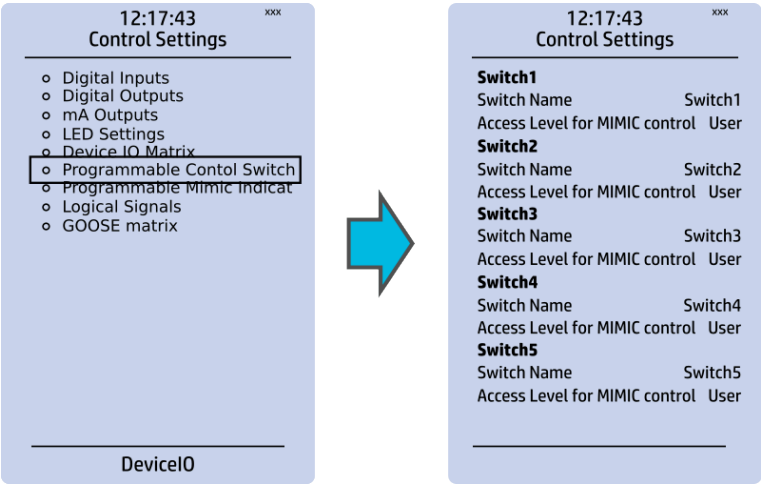 12:17:43
xxx
Control Settings
Digital Inputs
Digital Outputs
mA Outputs
LED Settings
Device IO Matrix
Programmable Contol Switch
Programmable Mimic Indicat
Logical Signals
GOOSE matrix
DeviceIO
12:17:43
xxx
Control Settings
Switch1
Switch Name Switch1
Access Level for MIMIC control User
Switch2
Switch Name Switch2
Access Level for MIMIC control User
Switch3
Switch Name Switch3
Access Level for MIMIC control User
Switch4
Switch Name Switch4
Access Level for MIMIC control User
Switch5
Switch Name Switch5
Access Level for MIMIC control User